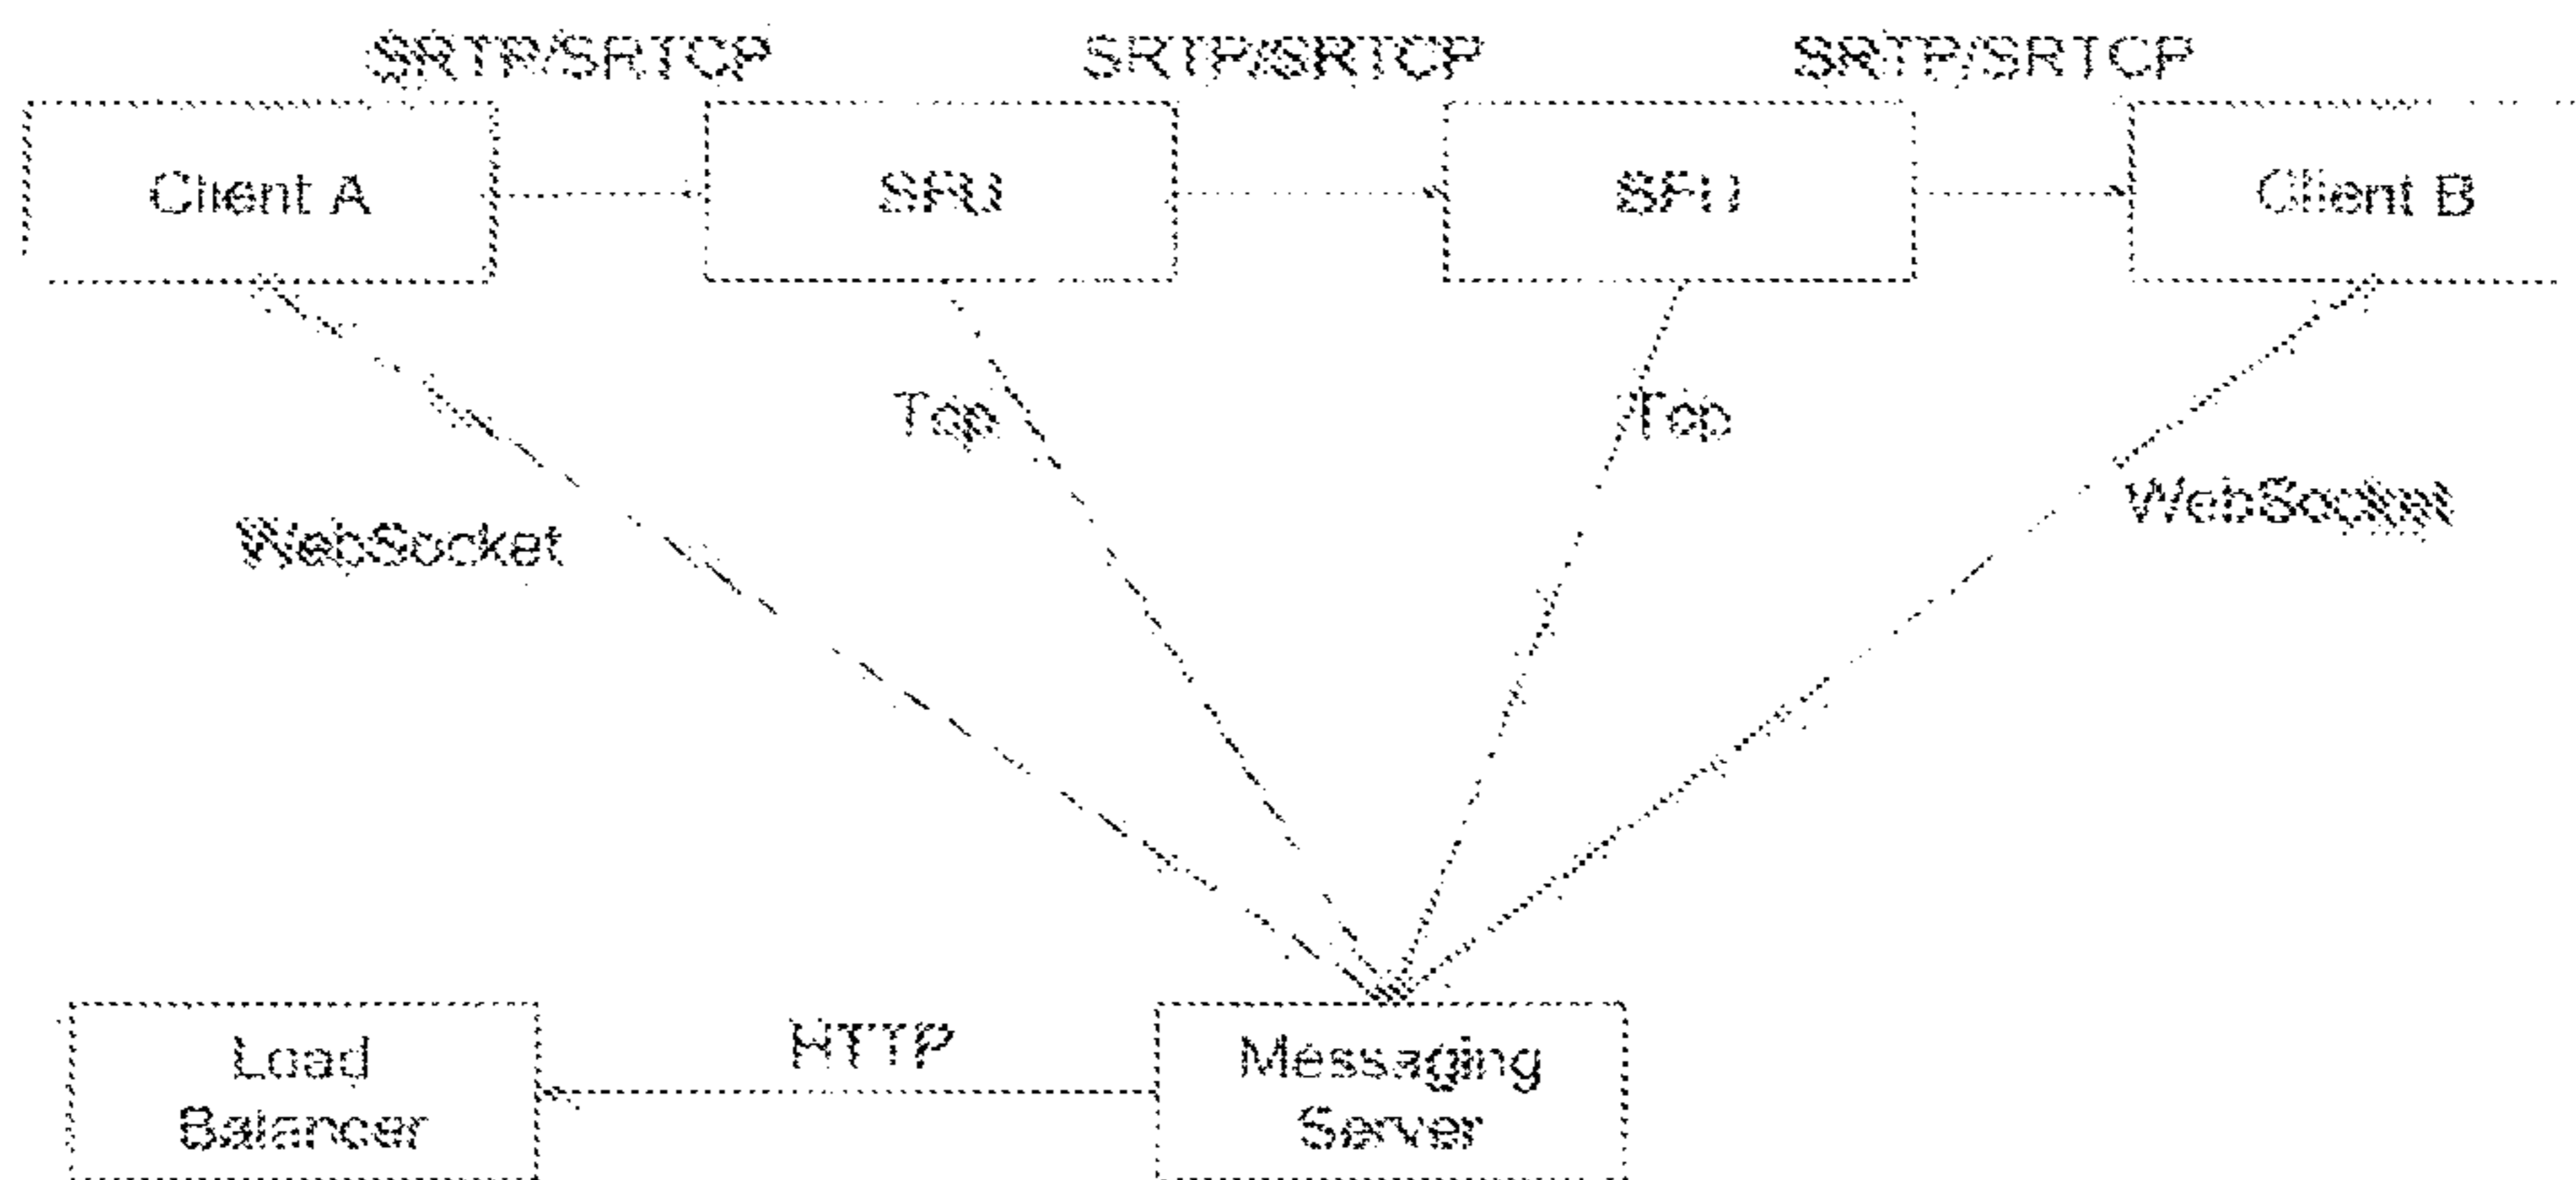 SRTP/SRTCP SRTP/SRTCP SRTP/SRTCP
Client A SFU SFU Client B
Tcp Tcp
WebSocket
WebSocket
HTTP
Load
Balancer
Messaging
Server